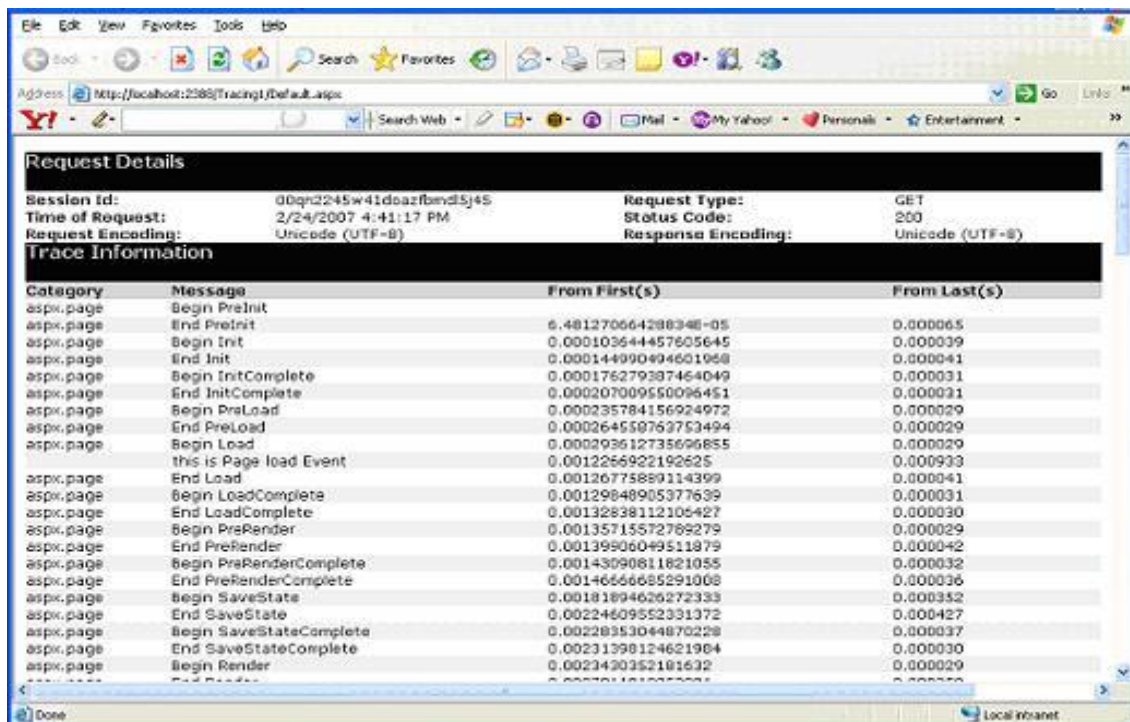 File Edit View Favorites Tools Help
Back Search Favorites
Address http://localhost:2388/Tracing1/Default.aspx Go Links
Y! Search Web Mail My Yahoo! Personals Entertainment
Request Details
Session Id: Request Type: GET
Time of Request: 2/24/2007 4:41:17 PM Status Code: 200
Request Encoding: Unicode (UTF-8) Response Encoding: Unicode (UTF-8)
Trace Information
Category Message From First(s) From Last(s)
aspx.page Begin PreInit
aspx.page End PreInit 6.48127066428834E-05 0.000065
aspx.page Begin Init 0.000103644457605645 0.000039
aspx.page End Init 0.000144990494601968 0.000041
aspx.page Begin InitComplete 0.000176279387464049 0.000031
aspx.page End InitComplete 0.000207009550096451 0.000031
aspx.page Begin PreLoad 0.000235784156924972 0.000029
aspx.page End PreLoad 0.000264558763753494 0.000029
aspx.page Begin Load 0.000293612735696855 0.000029
this is Page load Event 0.0012266922192625 0.000933
aspx.page End Load 0.00126775889114399 0.000041
aspx.page Begin LoadComplete 0.00129848905377639 0.000031
aspx.page End LoadComplete 0.00132838112106427 0.000030
aspx.page Begin PreRender 0.00135715572789279 0.000029
aspx.page End PreRender 0.00139906049511879 0.000042
aspx.page Begin PreRenderComplete 0.00143090811821055 0.000032
aspx.page End PreRenderComplete 0.00146666685291808 0.000036
aspx.page Begin SaveState 0.00181894626272333 0.000352
aspx.page End SaveState 0.00224609552331372 0.000427
aspx.page Begin SaveStateComplete 0.00228353044870228 0.000037
aspx.page End SaveStateComplete 0.00231398124621984 0.000030
aspx.page Begin Render 0.00234303521816 32 0.000029
Done Local intranet